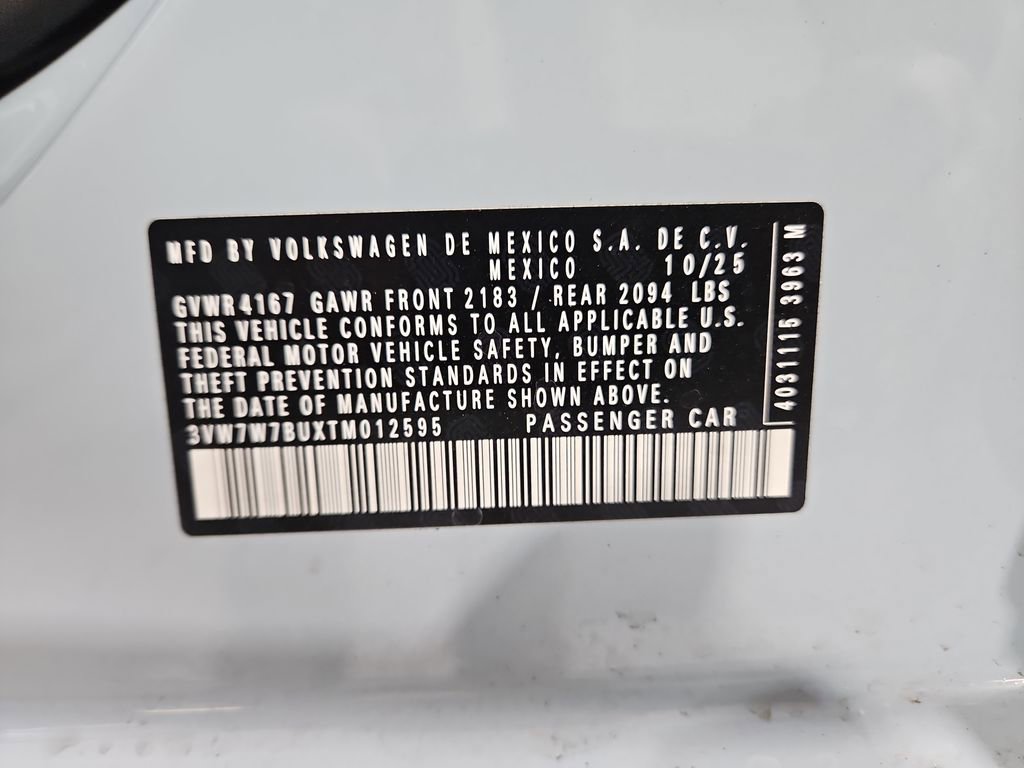 MFD BY VOLKSWAGEN DE MEXICO S.A. DE C.V.
MEXICO 10/25
GVWR 4167 GAWR FRONT 2183 / REAR 2094 LBS
THIS VEHICLE CONFORMS TO ALL APPLICABLE U.S.
FEDERAL MOTOR VEHICLE SAFETY, BUMPER AND
THEFT PREVENTION STANDARDS IN EFFECT ON
THE DATE OF MANUFACTURE SHOWN ABOVE.
3VW7W7BUXTM012595 PASSENGER CAR
4031115 3963 M